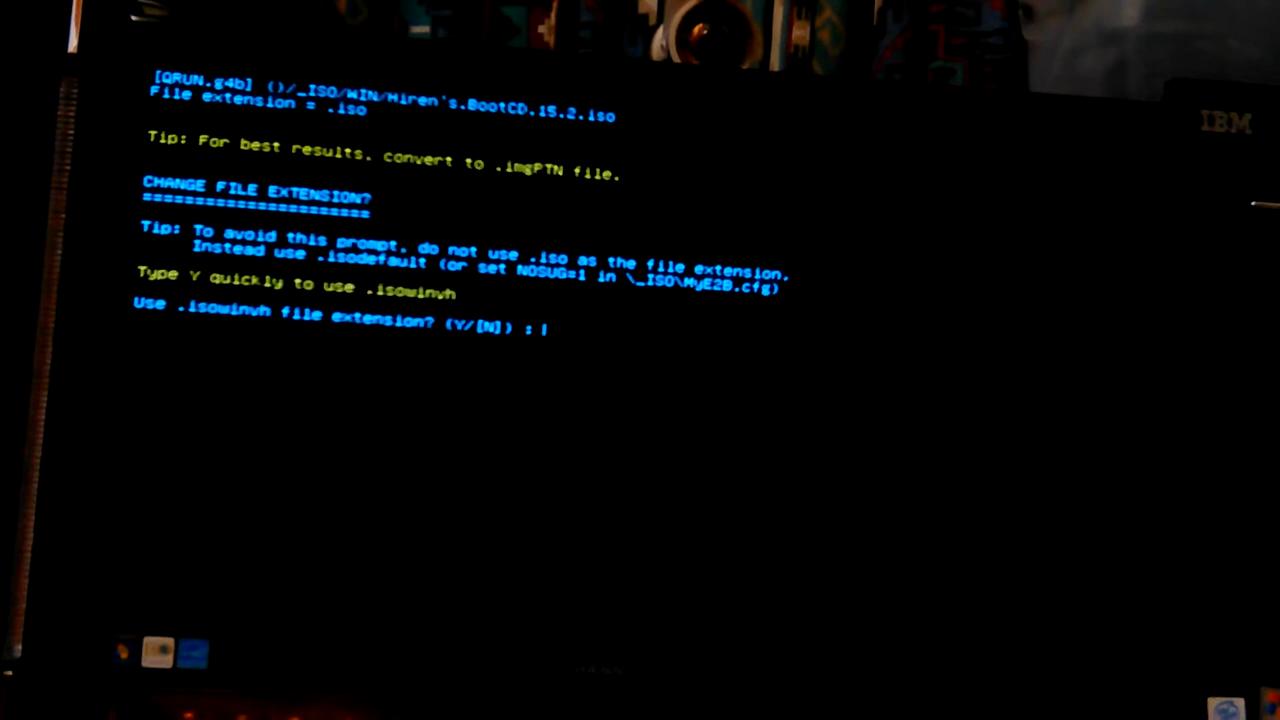 [QRUN.g4b] ()/_ISO/WIN/Hiren's.BootCD.15.2.iso
File extension = .iso
Tip: For best results, convert to .imgPTN file.
CHANGE FILE EXTENSION?
======================
Tip: To avoid this prompt, do not use .iso as the file extension.
Instead use .isodefault (or set NOSUG=1 in \_ISO\MyE2B.cfg)
Type Y quickly to use .isowinvh
Use .isowinvh file extension? (Y/[N]) :
IBM